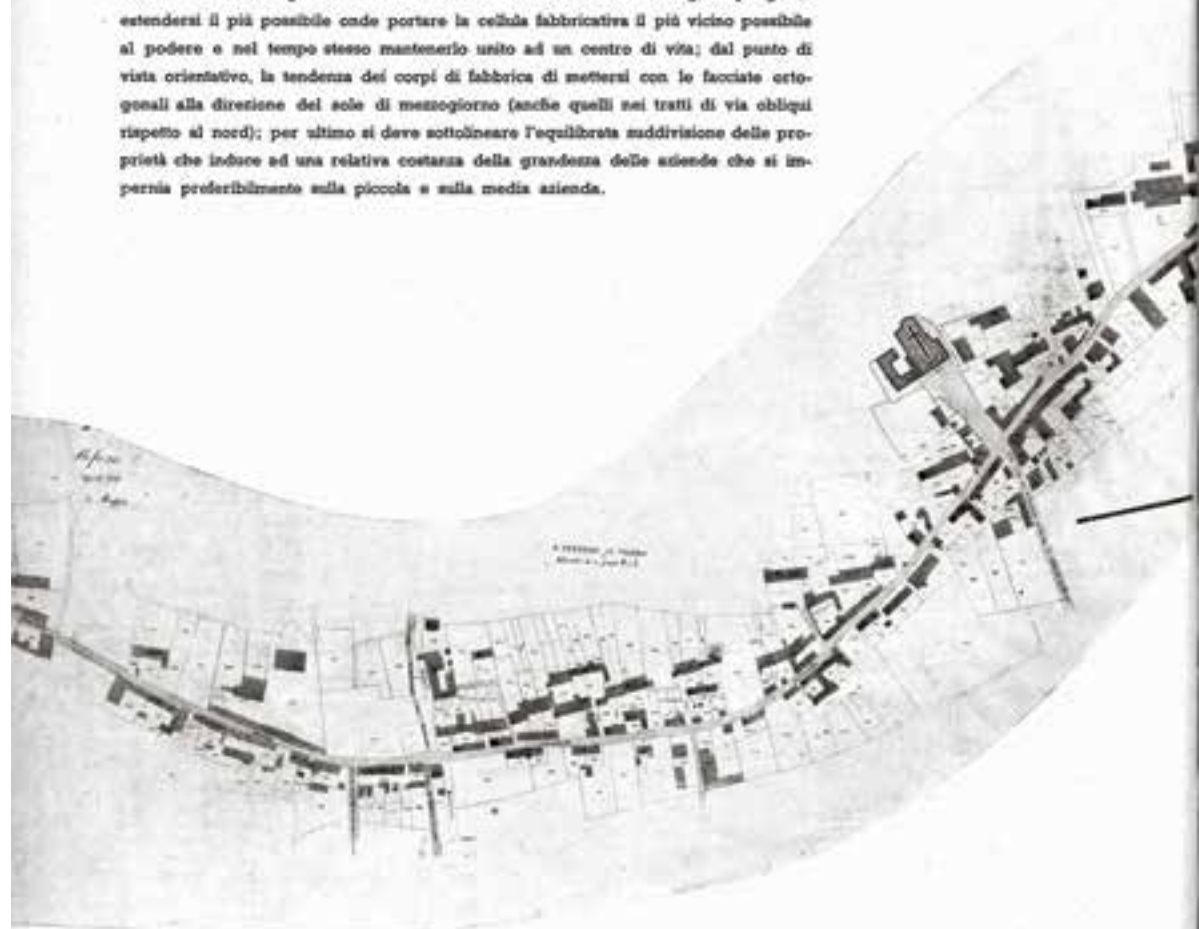 estendersi il più possibile onde portare la cellula fabbricativa il più vicino possibile
al podere e nel tempo stesso mantenerlo unito ad un centro di vita; dal punto di
vista orientativo, la tendenza dei corpi di fabbrica di mettersi con le facciate orto-
gonali alla direzione del sole di mezzogiorno (anche quelli nei tratti di via obliqui
rispetto al nord); per ultimo si deve sottolineare l'equilibrata suddivisione delle pro-
prietà che induce ad una relativa costanza della grandezza delle aziende che si im-
pernia preferibilmente sulla piccola e sulla media azienda.